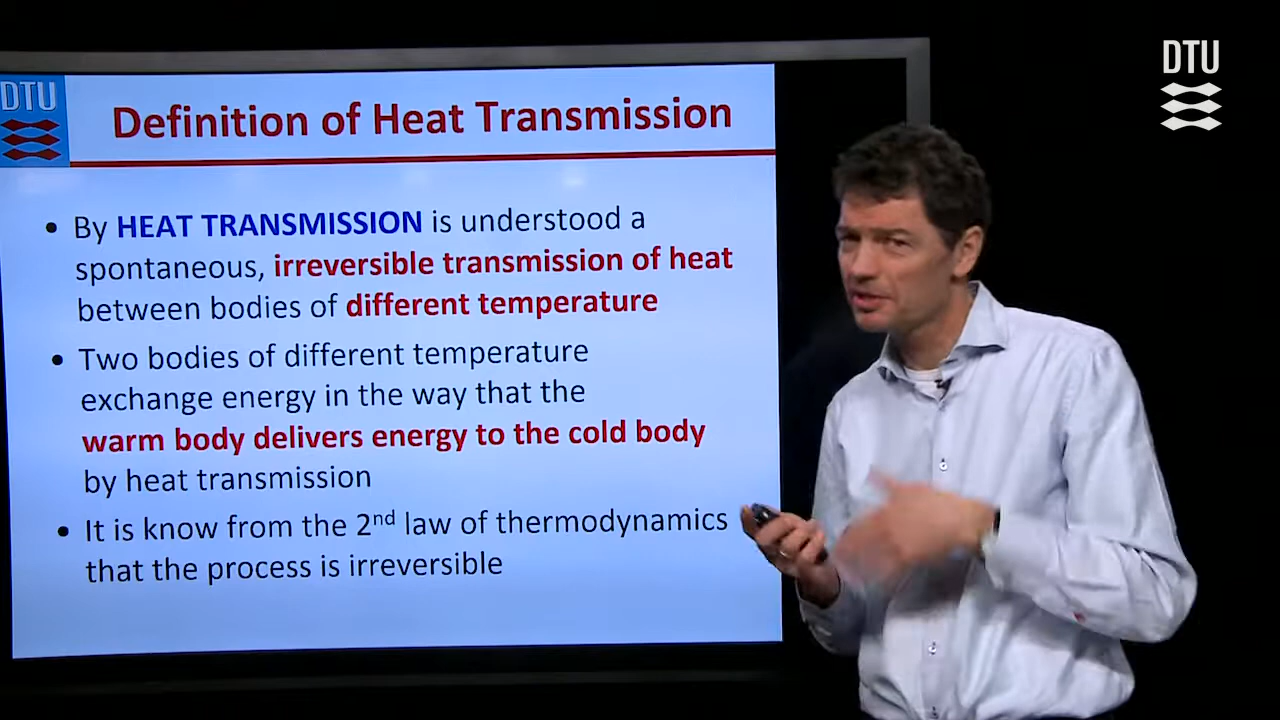 DTU
DTU
Definition of Heat Transmission
• By HEAT TRANSMISSION is understood a
spontaneous, irreversible transmission of heat
between bodies of different temperature
• Two bodies of different temperature
exchange energy in the way that the
warm body delivers energy to the cold body
by heat transmission
• It is know from the 2nd law of thermodynamics
that the process is irreversible